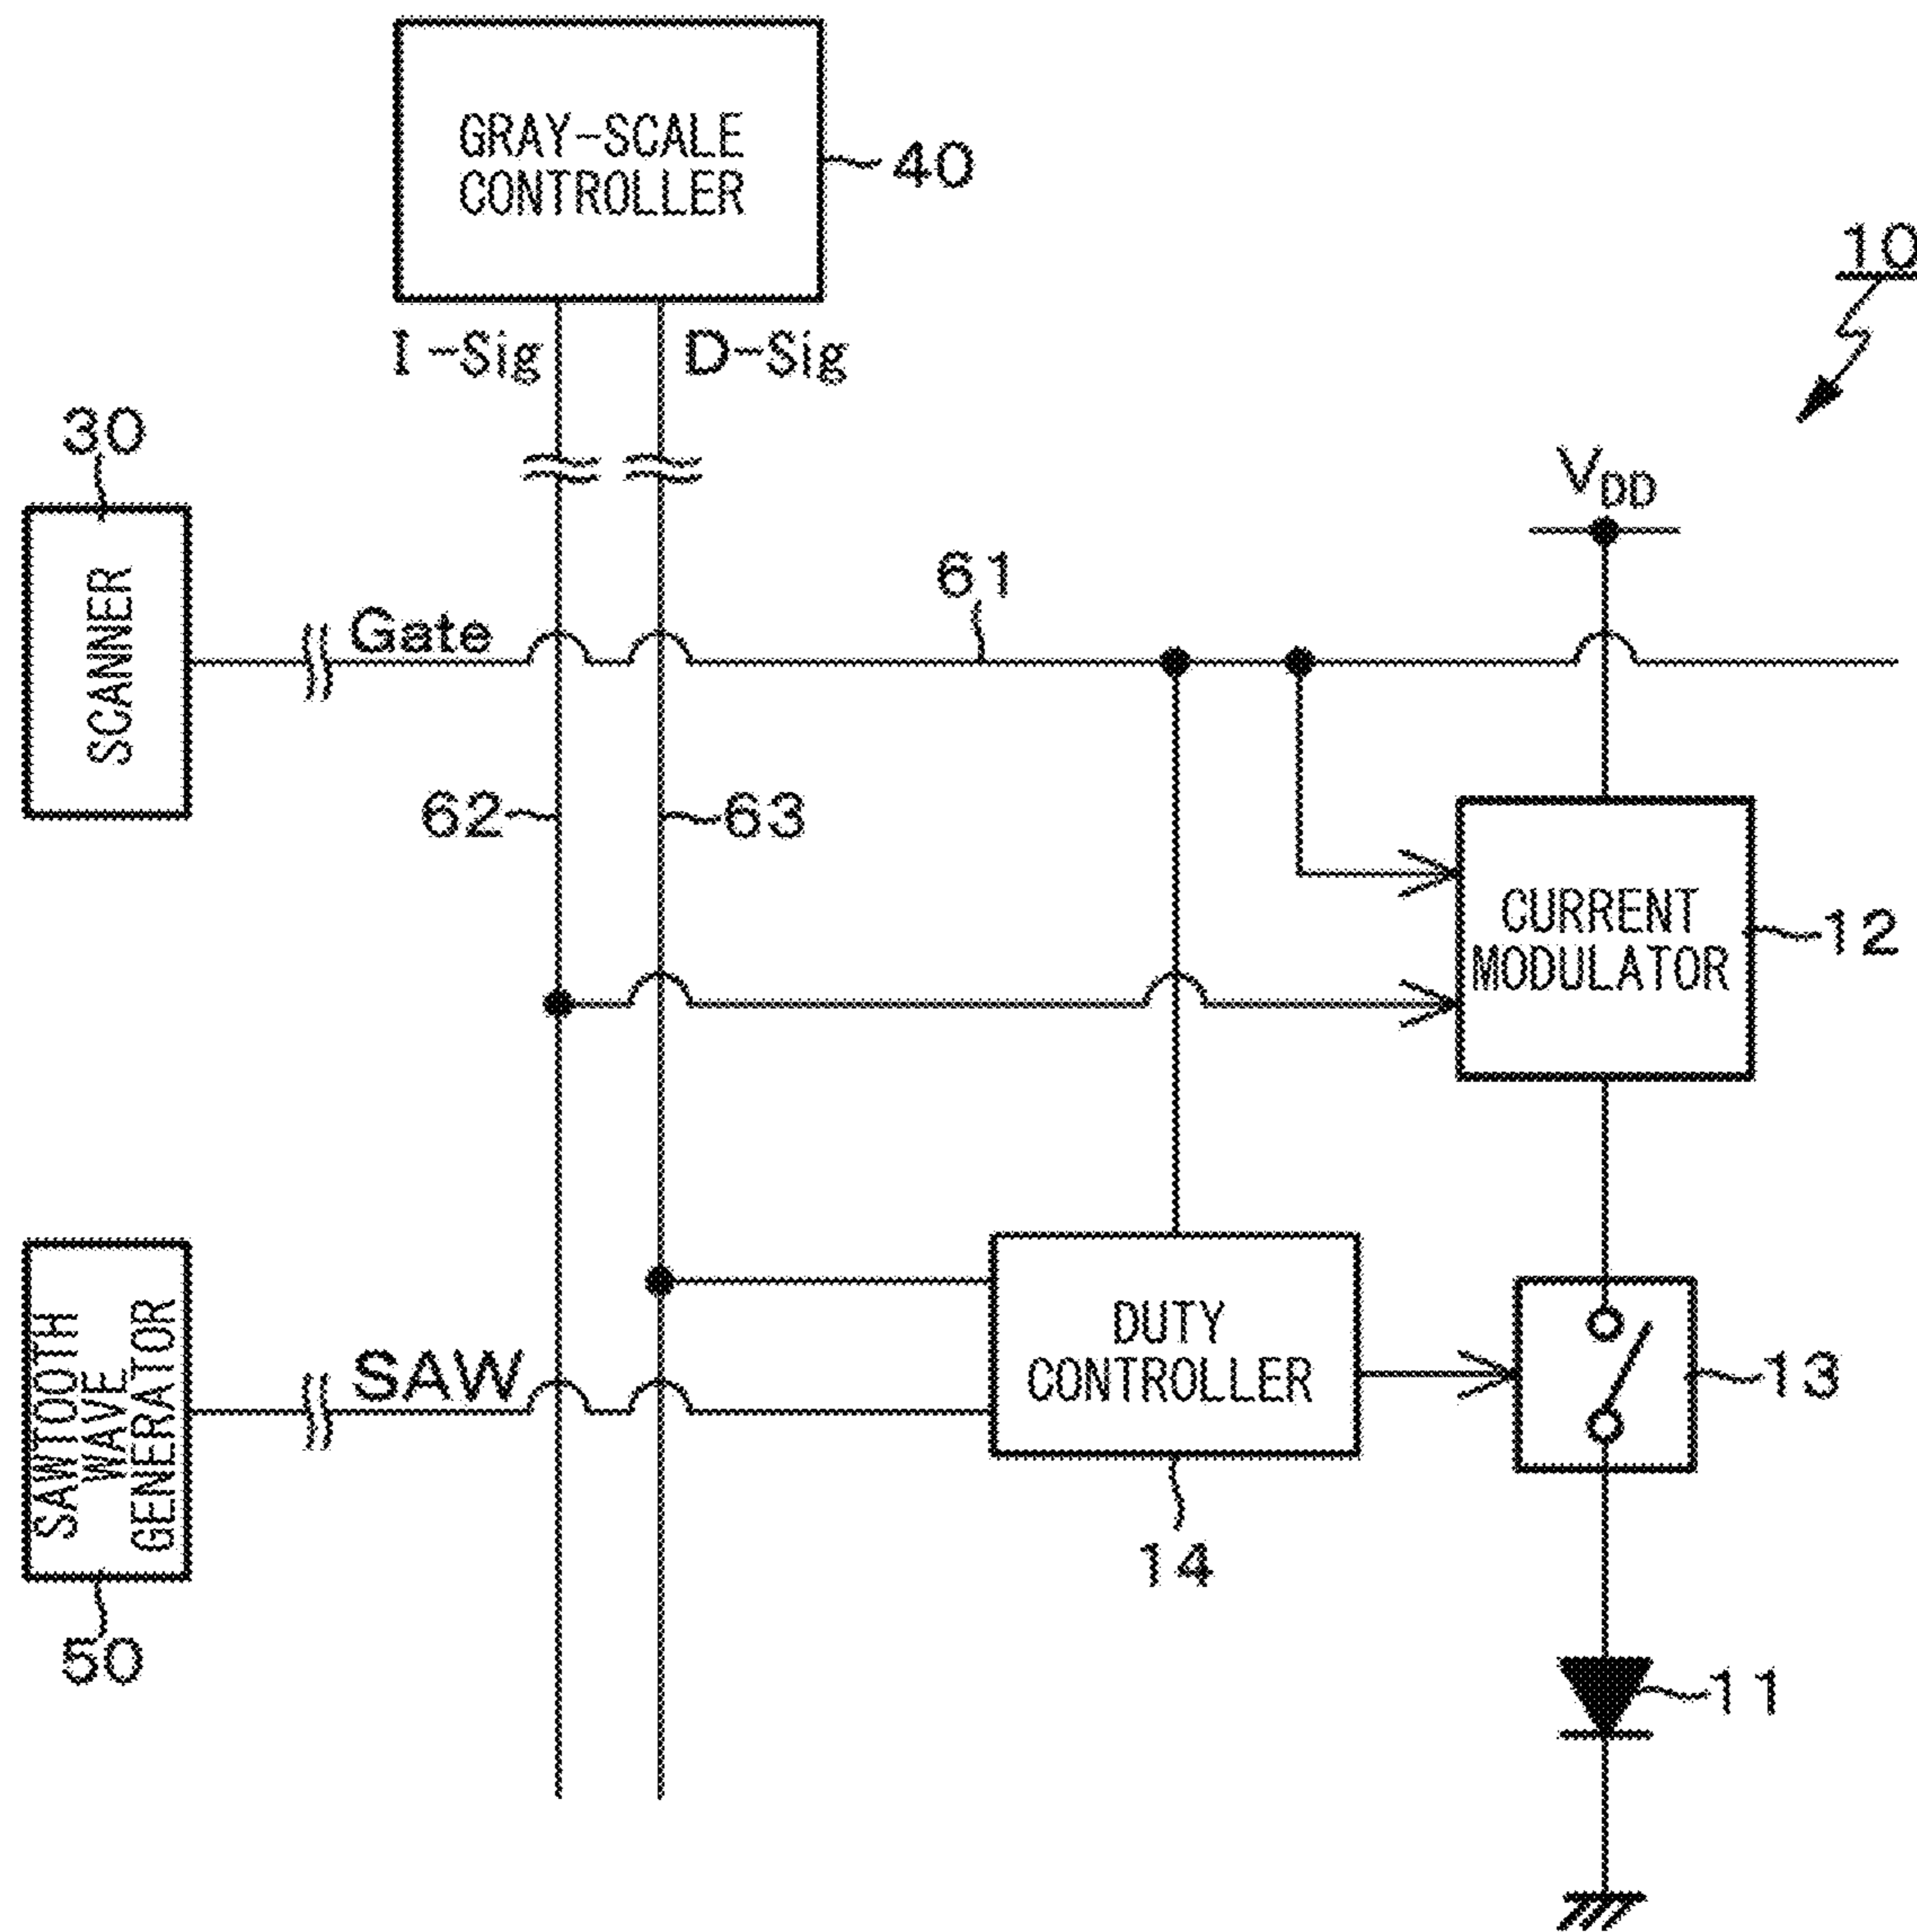 GRAY-SCALE
CONTROLLER
40
10
I-Sig
D-Sig
30
V_DD
SCANNER
Gate
61
62
63
CURRENT
MODULATOR
12
SAWTOOTH
WAVE
GENERATOR
SAW
DUTY
CONTROLLER
13
14
50
11